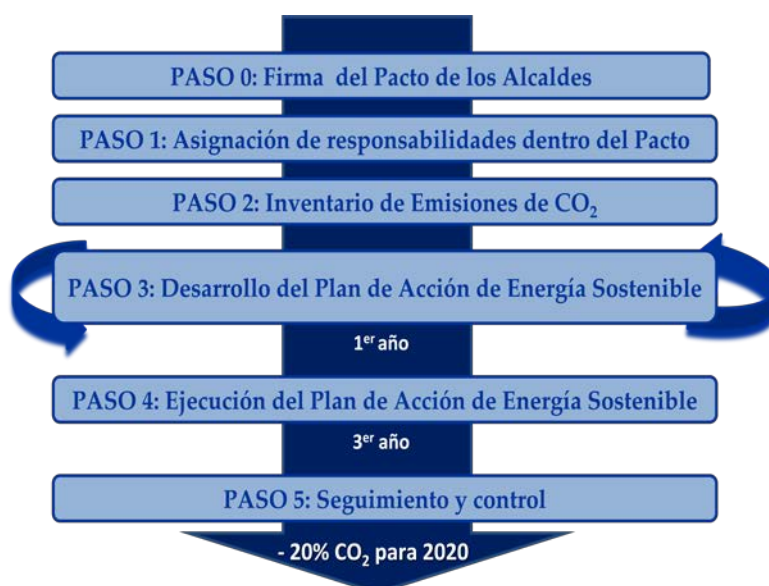 PASO 0: Firma del Pacto de los Alcaldes
PASO 1: Asignación de responsabilidades dentro del Pacto
PASO 2: Inventario de Emisiones de CO₂
PASO 3: Desarrollo del Plan de Acción de Energía Sostenible
1ᵉʳ año
PASO 4: Ejecución del Plan de Acción de Energía Sostenible
3ᵉʳ año
PASO 5: Seguimiento y control
- 20% CO₂ para 2020